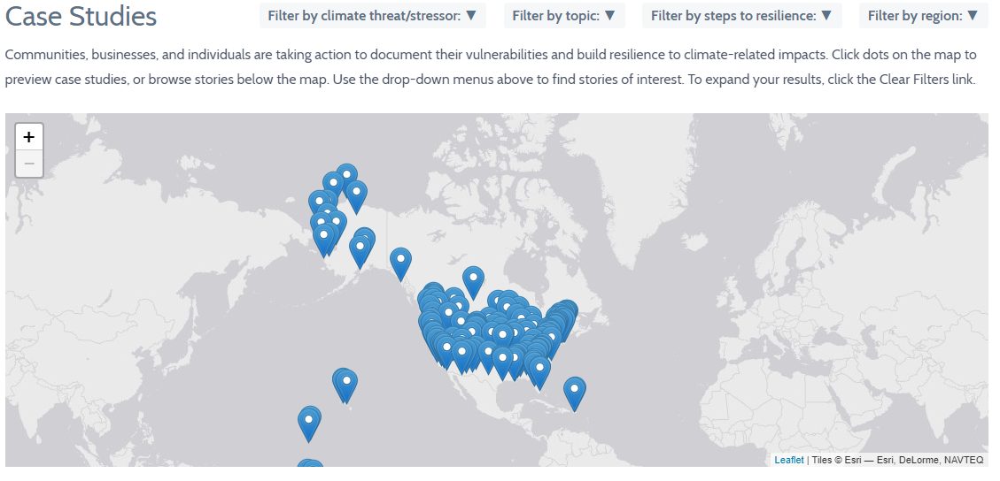 Case Studies
Filter by climate threat/stressor: ▼
Filter by topic: ▼
Filter by steps to resilience: ▼
Filter by region: ▼
Communities, businesses, and individuals are taking action to document their vulnerabilities and build resilience to climate-related impacts. Click dots on the map to
preview case studies, or browse stories below the map. Use the drop-down menus above to find stories of interest. To expand your results, click the Clear Filters link.
+
−
Leaflet | Tiles © Esri — Esri, DeLorme, NAVTEQ